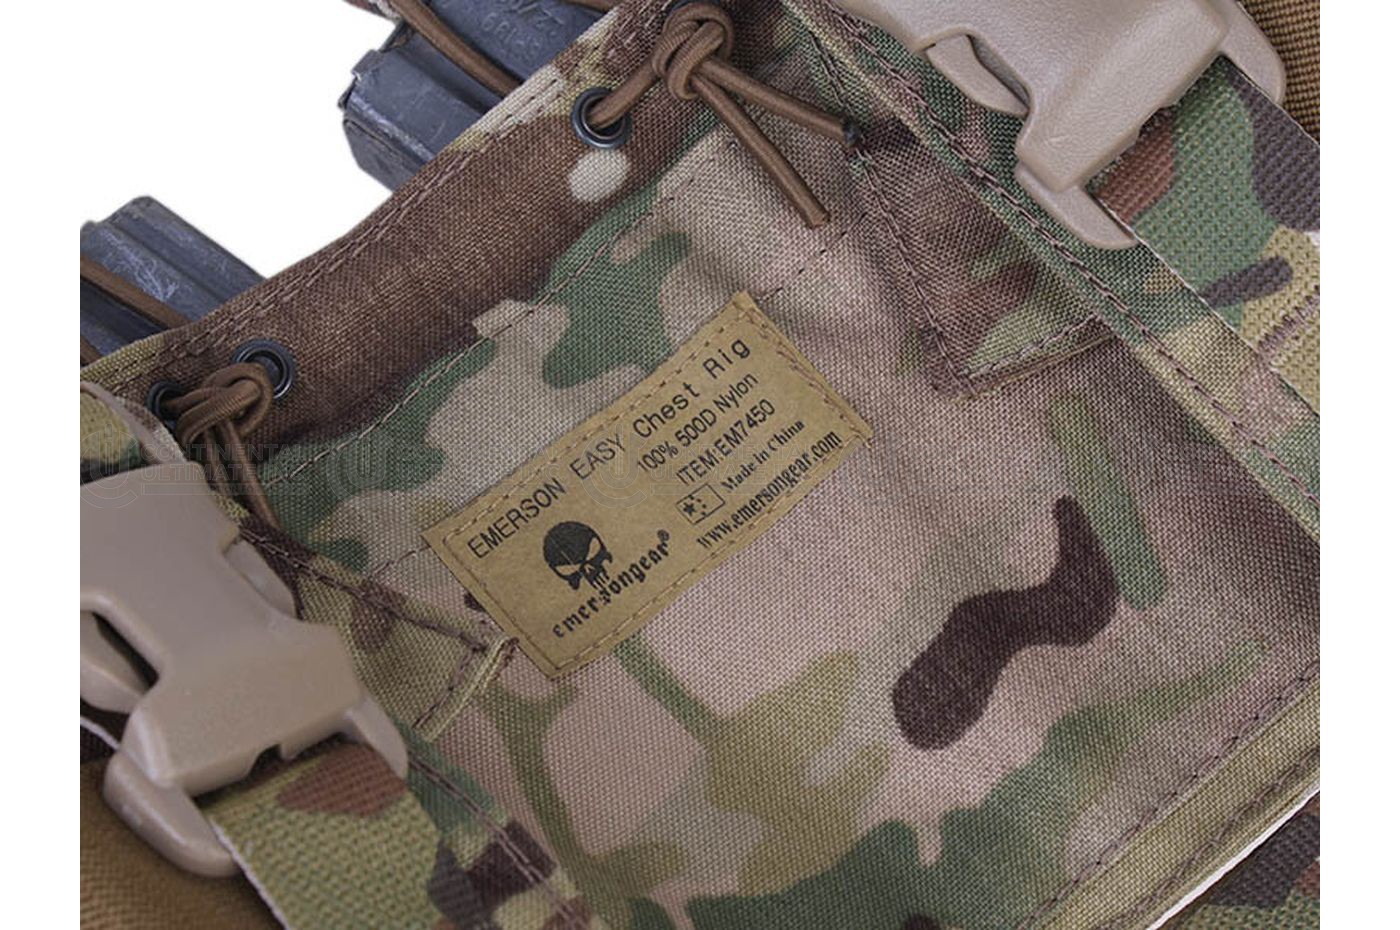 EMERSON EASY Chest Rig
100% 500D Nylon
ITEM:EM7450
Made in China
www.emersongear.com
emersongear®